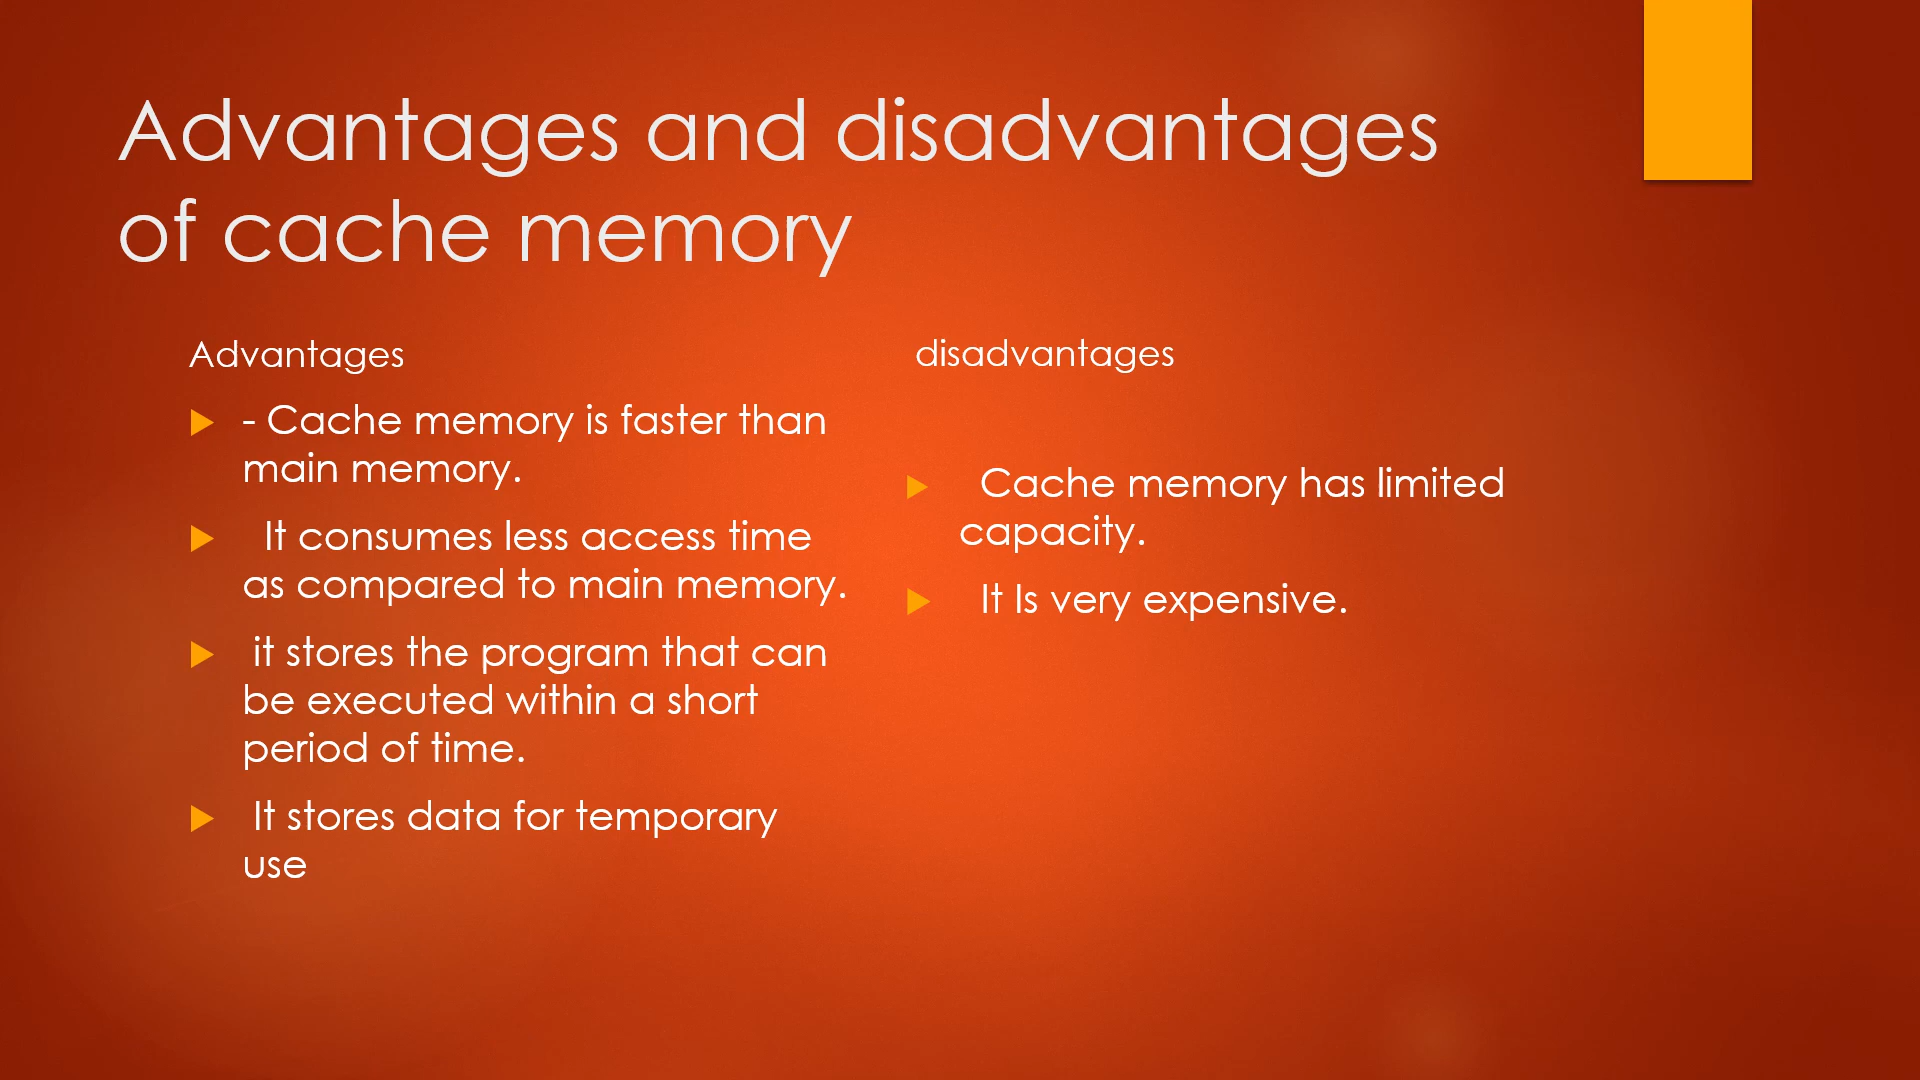 Advantages and disadvantages
of cache memory
Advantages
- Cache memory is faster than
main memory.
It consumes less access time
as compared to main memory.
it stores the program that can
be executed within a short
period of time.
It stores data for temporary
use
disadvantages
Cache memory has limited
capacity.
It Is very expensive.